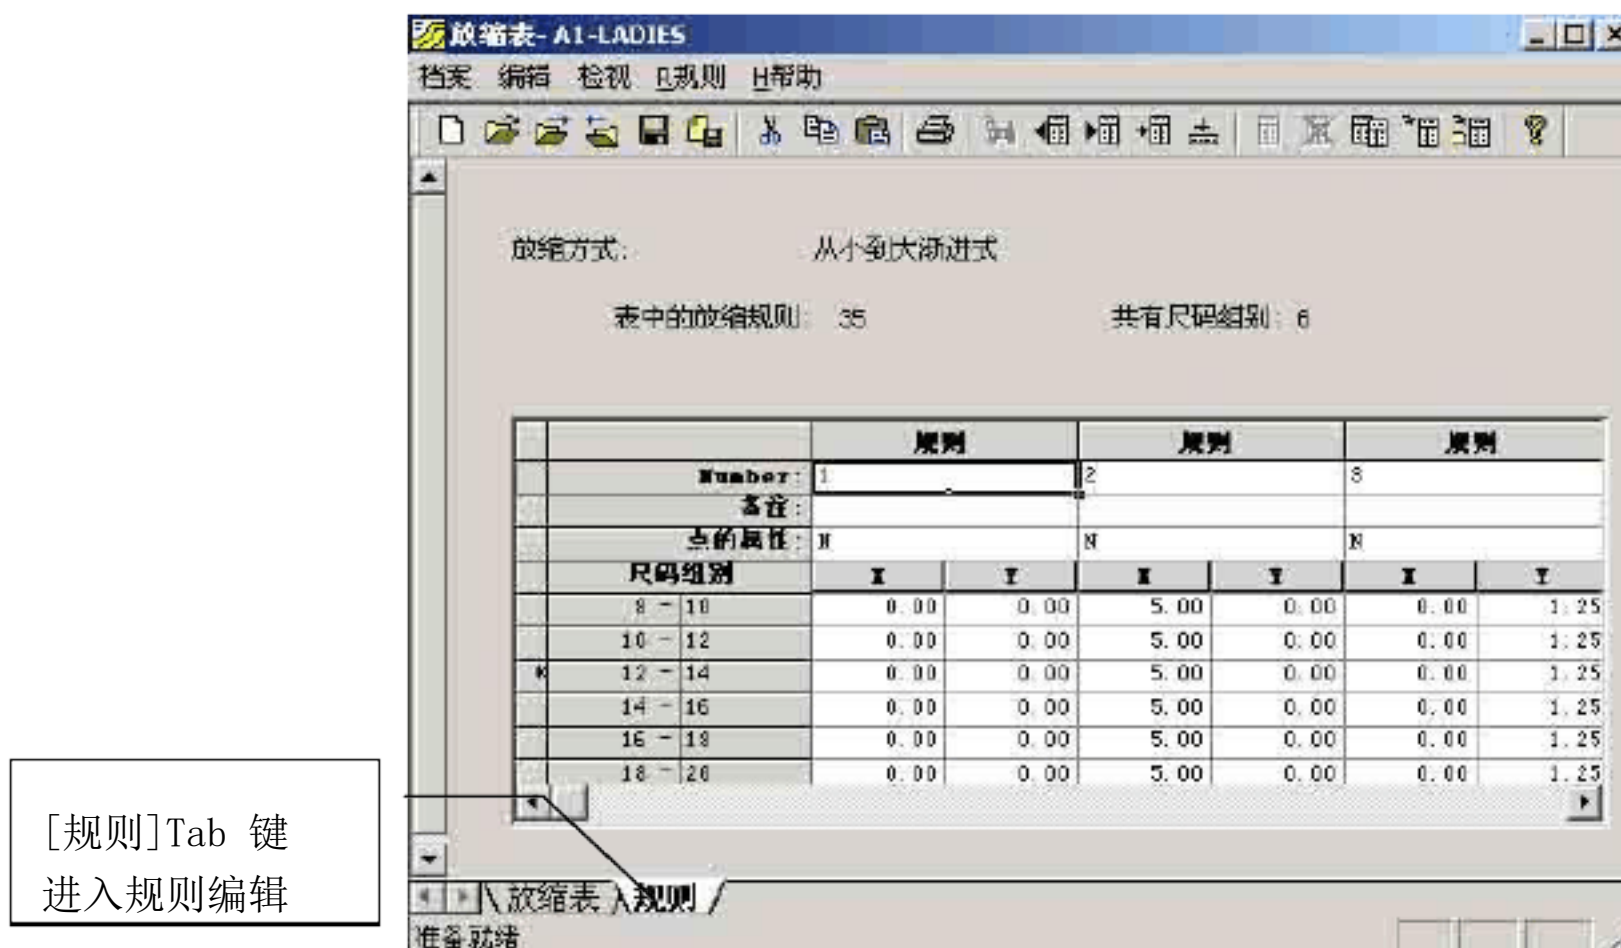 放缩表- A1-LADIES
档案 编辑 检视 R规则 H帮助
放缩方式: 从小到大渐进式
表中的放缩规则: 35 共有尺码组别: 6
规则 规则 规则
Number: 1 2 3
备注:
点的属性: N N N
尺码组别 X Y X Y X Y
8 - 10 0.00 0.00 5.00 0.00 0.00 1.25
10 - 12 0.00 0.00 5.00 0.00 0.00 1.25
12 - 14 0.00 0.00 5.00 0.00 0.00 1.25
14 - 16 0.00 0.00 5.00 0.00 0.00 1.25
16 - 18 0.00 0.00 5.00 0.00 0.00 1.25
18 - 20 0.00 0.00 5.00 0.00 0.00 1.25
[规则]Tab 键
进入规则编辑
放缩表 规则
准备就绪